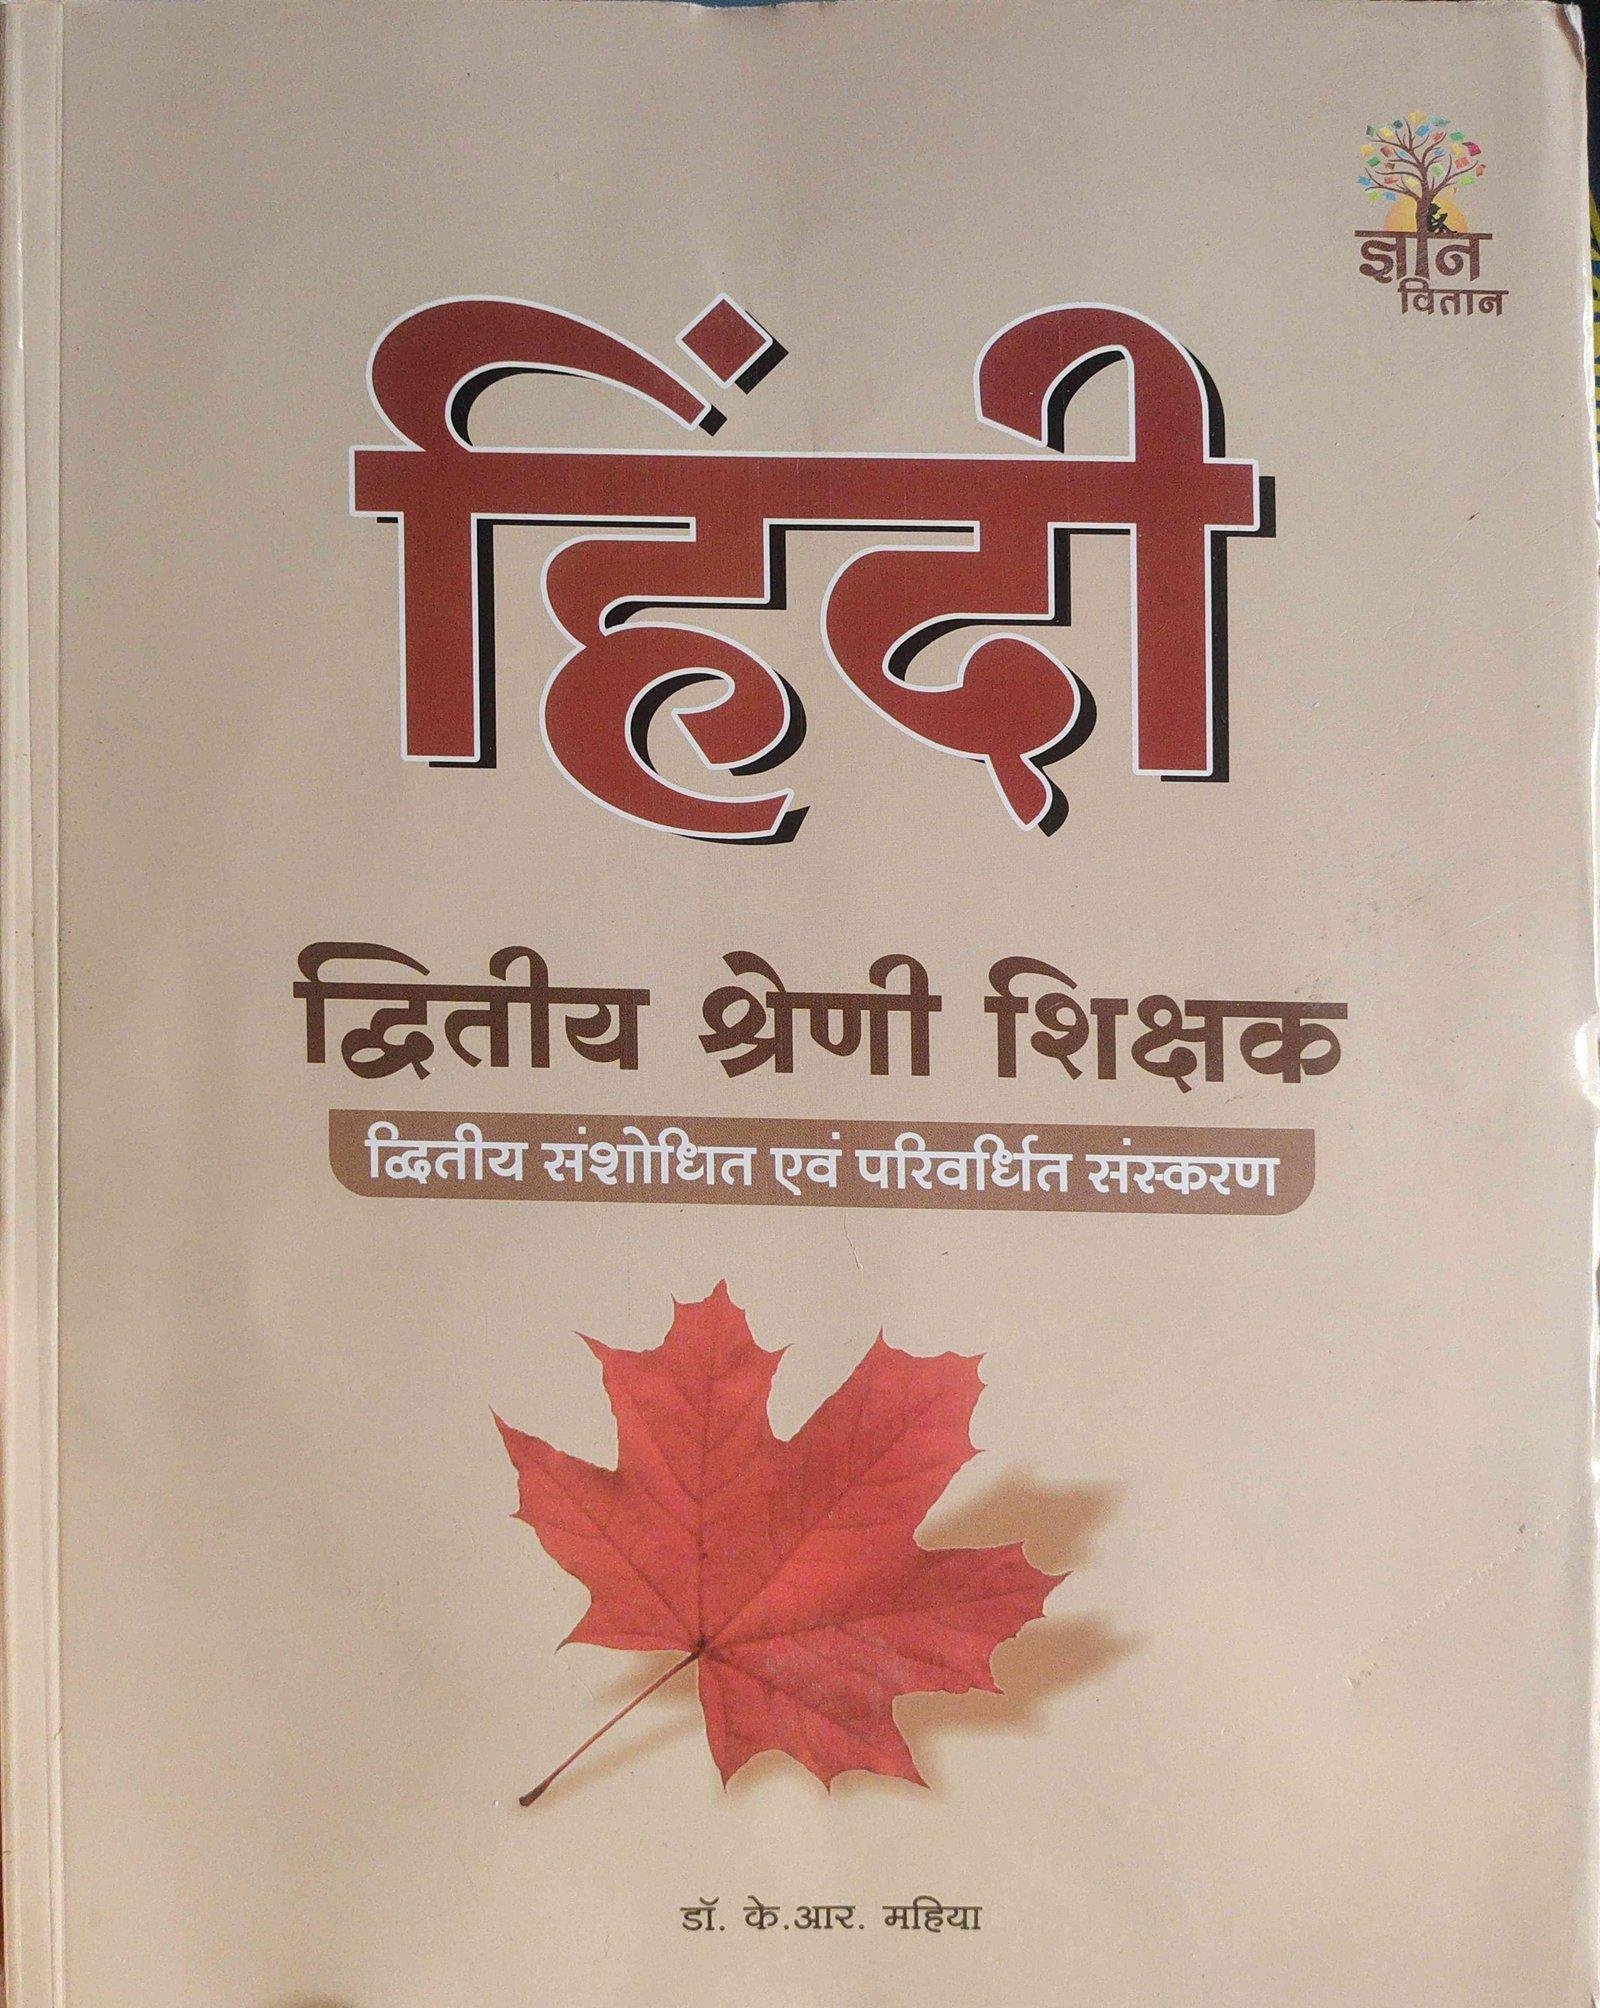 ज्ञान
वितान
हिंदी
द्वितीय श्रेणी शिक्षक
द्वितीय संशोधित एवं परिवर्धित संस्करण
डॉ. के.आर. महिया